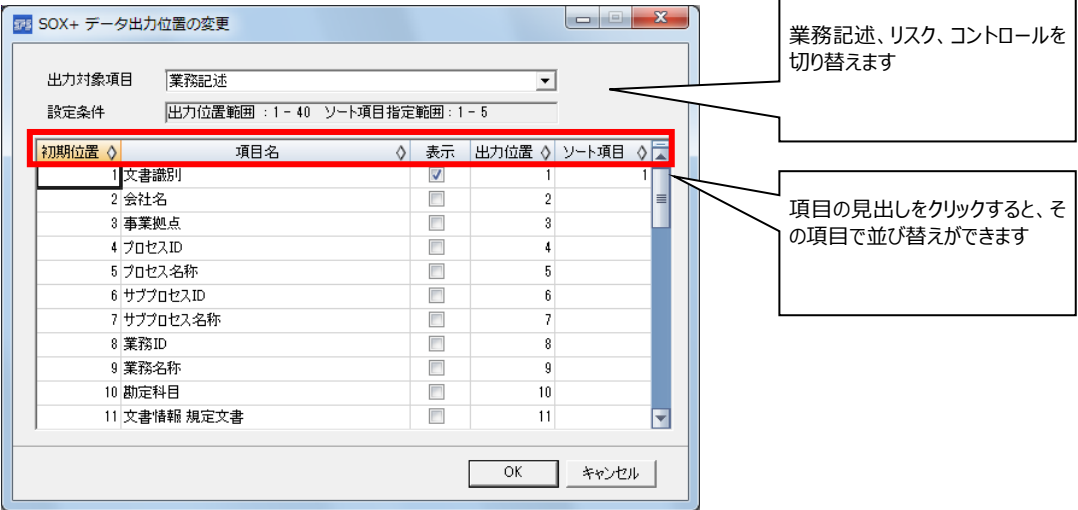 SPS SOX+ データ出力位置の変更
出力対象項目 業務記述
設定条件 出力位置範囲 : 1 - 40 ソート項目指定範囲 : 1 - 5
初期位置 項目名 表示 出力位置 ソート項目
1 文書識別 1 1
2 会社名 2
3 事業拠点 3
4 プロセスID 4
5 プロセス名称 5
6 サブプロセスID 6
7 サブプロセス名称 7
8 業務ID 8
9 業務名称 9
10 勘定科目 10
11 文書情報 規定文書 11
OK キャンセル
業務記述、リスク、コントロールを
切り替えます
項目の見出しをクリックすると、そ
の項目で並び替えができます